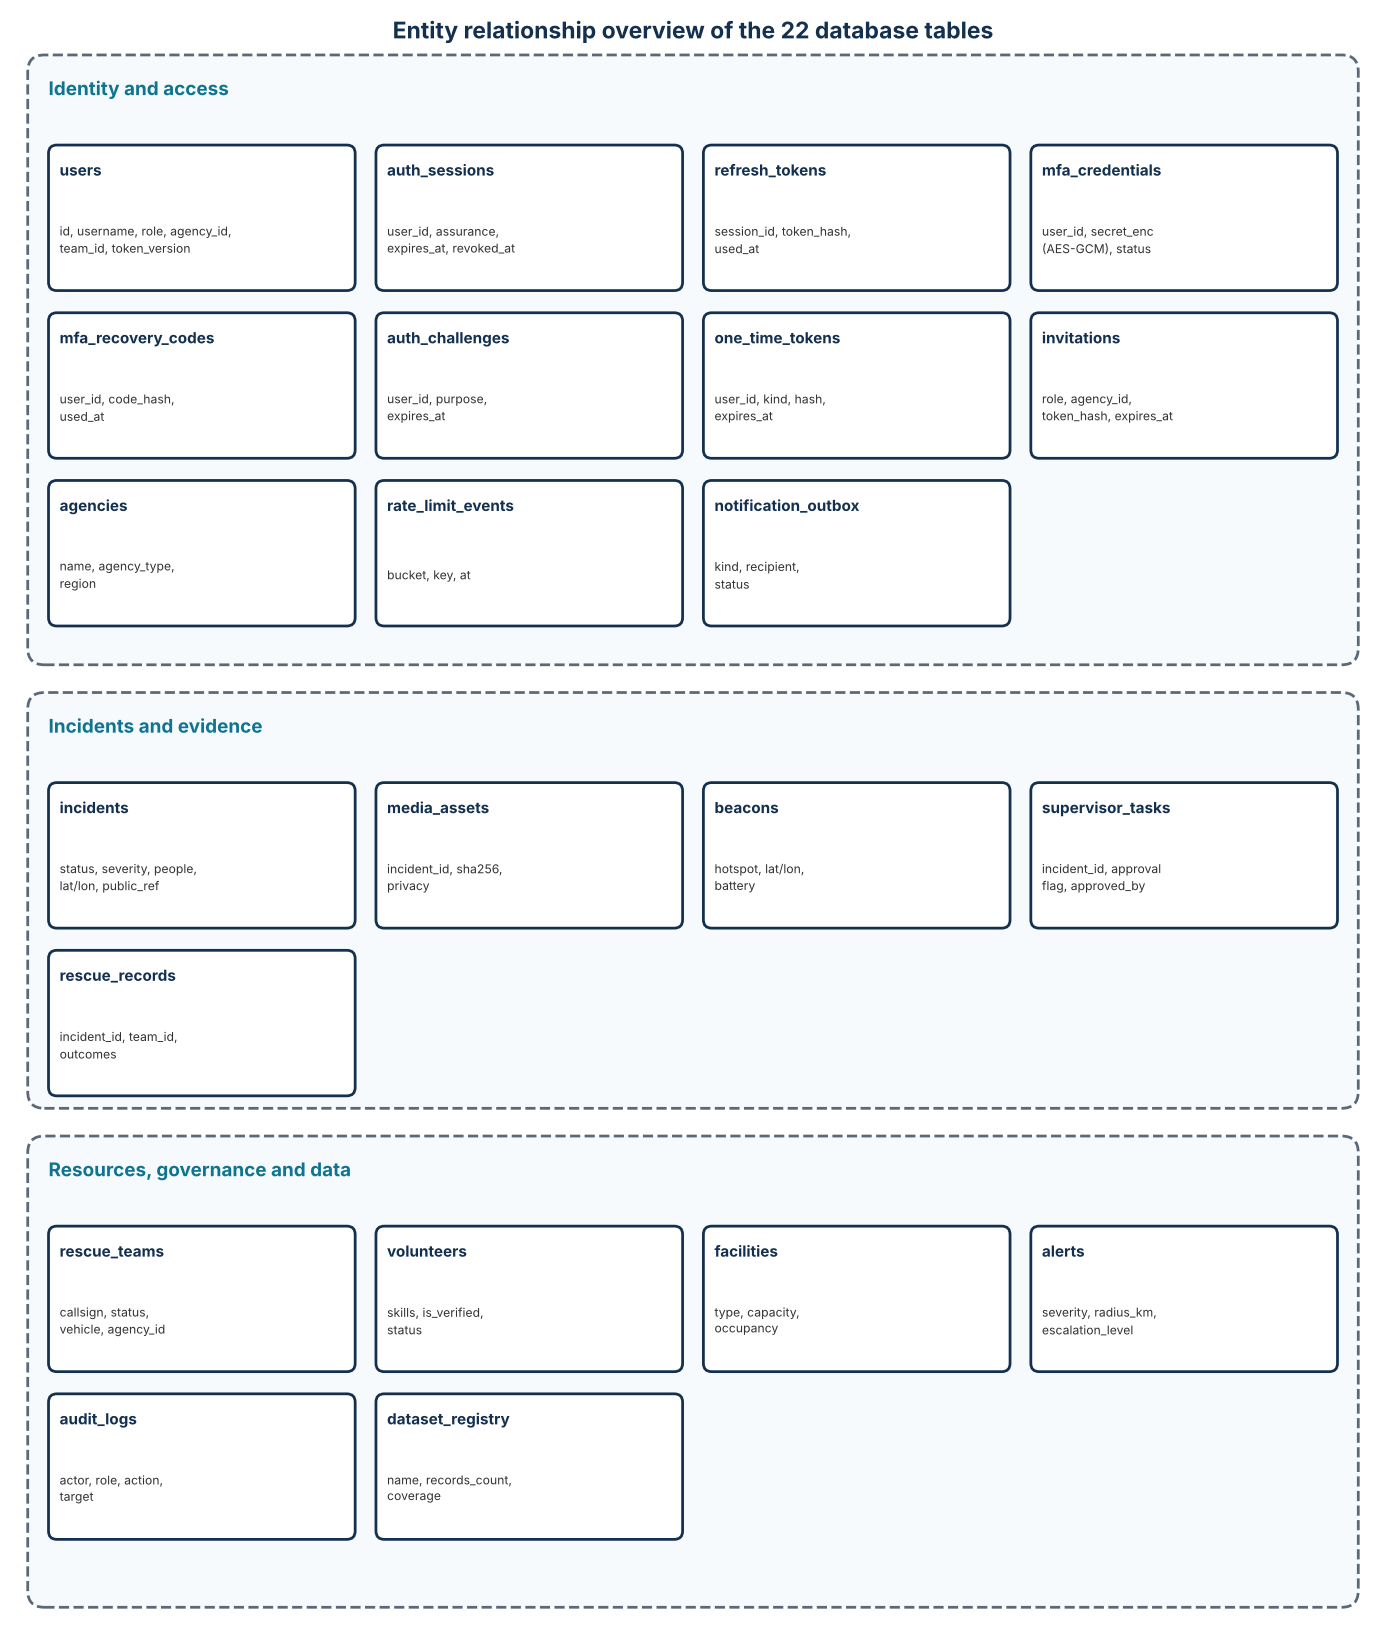 Entity relationship overview of the 22 database tables
Identity and access
users
id, username, role, agency_id,
team_id, token_version
auth_sessions
user_id, assurance,
expires_at, revoked_at
refresh_tokens
session_id, token_hash,
used_at
mfa_credentials
user_id, secret_enc
(AES-GCM), status
mfa_recovery_codes
user_id, code_hash,
used_at
auth_challenges
user_id, purpose,
expires_at
one_time_tokens
user_id, kind, hash,
expires_at
invitations
role, agency_id,
token_hash, expires_at
agencies
name, agency_type,
region
rate_limit_events
bucket, key, at
notification_outbox
kind, recipient,
status
Incidents and evidence
incidents
status, severity, people,
lat/lon, public_ref
media_assets
incident_id, sha256,
privacy
beacons
hotspot, lat/lon,
battery
supervisor_tasks
incident_id, approval
flag, approved_by
rescue_records
incident_id, team_id,
outcomes
Resources, governance and data
rescue_teams
callsign, status,
vehicle, agency_id
volunteers
skills, is_verified,
status
facilities
type, capacity,
occupancy
alerts
severity, radius_km,
escalation_level
audit_logs
actor, role, action,
target
dataset_registry
name, records_count,
coverage